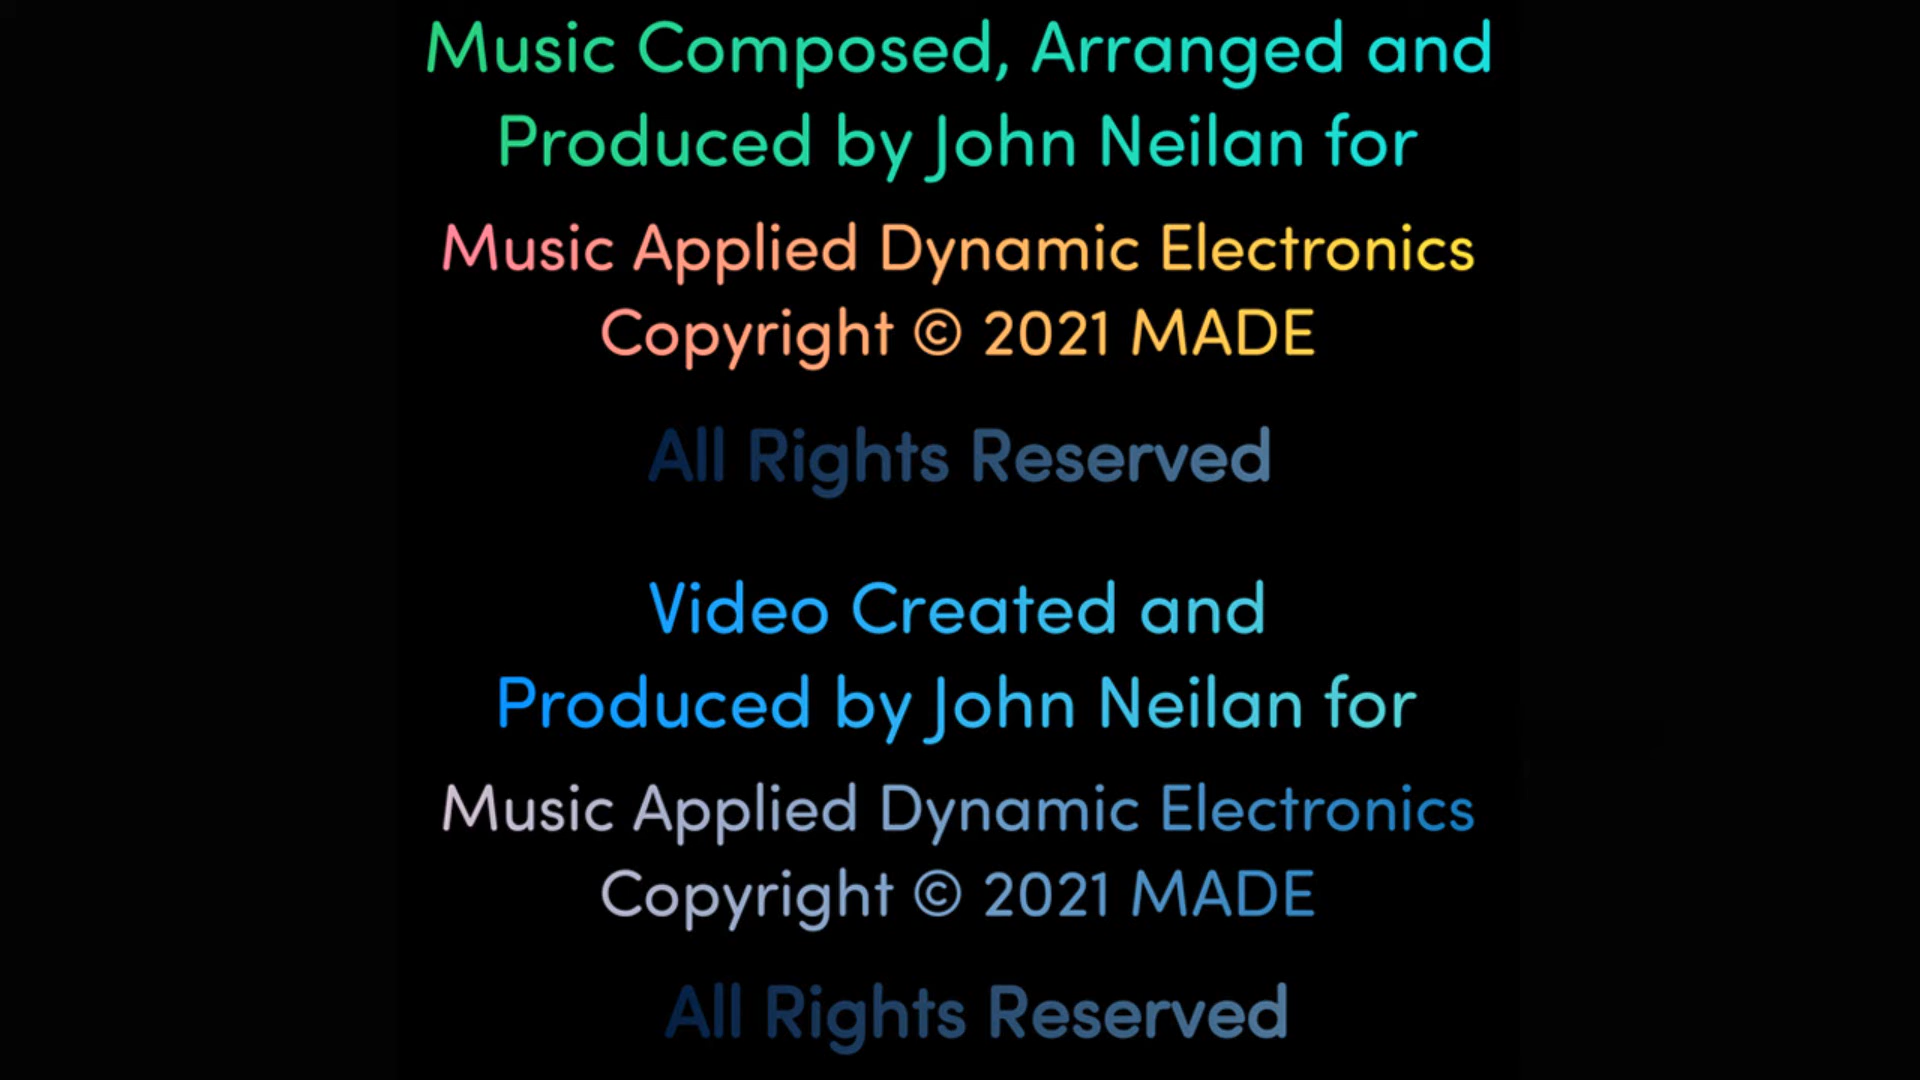 Music Composed, Arranged and
Produced by John Neilan for
Music Applied Dynamic Electronics
Copyright © 2021 MADE
All Rights Reserved
Video Created and
Produced by John Neilan for
Music Applied Dynamic Electronics
Copyright © 2021 MADE
All Rights Reserved